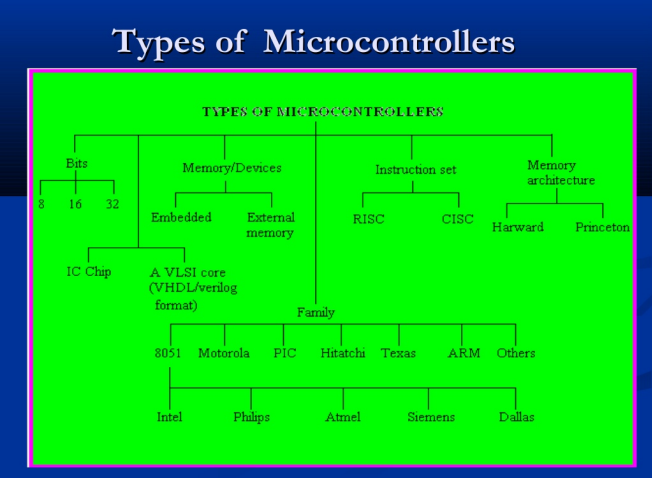 Types of Microcontrollers
TYPES OF MICROCONTROLLERS
Bits
8 16 32
Memory/Devices
Embedded
External
memory
Instruction set
RISC
CISC
Memory
architecture
Harward
Princeton
IC Chip
A VLSI core
(VHDL/verilog
format)
Family
8051 Motorola PIC Hitatchi Texas ARM Others
Intel Philips Atmel Siemens Dallas